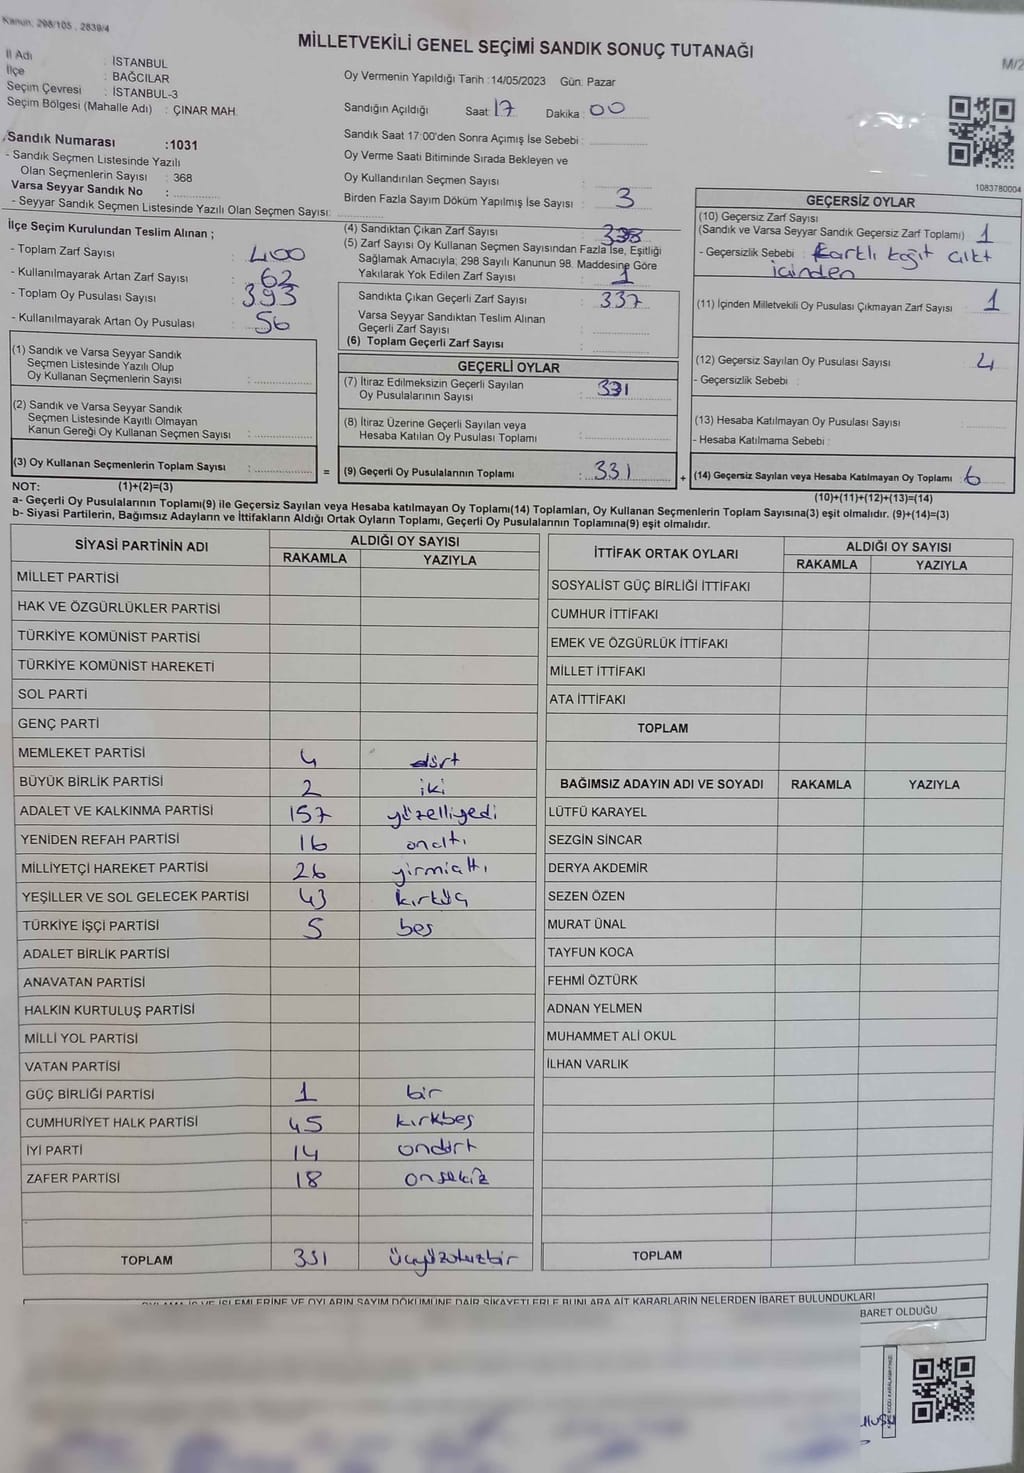 Kanun: 298/105 , 2839/4
MİLLETVEKİLİ GENEL SEÇİMİ SANDIK SONUÇ TUTANAĞI
M/2
İl Adı : İSTANBUL
İlçe : BAĞCILAR
Seçim Çevresi : İSTANBUL-3
Seçim Bölgesi (Mahalle Adı) : ÇINAR MAH.
Sandık Numarası :1031
- Sandık Seçmen Listesinde Yazılı
Olan Seçmenlerin Sayısı : 368
Varsa Seyyar Sandık No :
- Seyyar Sandık Seçmen Listesinde Yazılı Olan Seçmen Sayısı:
Oy Vermenin Yapıldığı Tarih :14/05/2023 Gün: Pazar
Sandığın Açıldığı Saat: 17 Dakika: 00
Sandık Saat 17:00'den Sonra Açımış İse Sebebi :
Oy Verme Saati Bitiminde Sırada Bekleyen ve
Oy Kullandırılan Seçmen Sayısı :
Birden Fazla Sayım Döküm Yapılmış İse Sayısı : 3
1083780004
İlçe Seçim Kurulundan Teslim Alınan ;
- Toplam Zarf Sayısı : 400
- Kullanılmayarak Artan Zarf Sayısı : 62
- Toplam Oy Pusulası Sayısı : 393
- Kullanılmayarak Artan Oy Pusulası : 56
(4) Sandıktan Çıkan Zarf Sayısı : 338
(5) Zarf Sayısı Oy Kullanan Seçmen Sayısından Fazla İse, Eşitliği
Sağlamak Amacıyla; 298 Sayılı Kanunun 98. Maddesine Göre
Yakılarak Yok Edilen Zarf Sayısı : 1
Sandıkta Çıkan Geçerli Zarf Sayısı : 337
Varsa Seyyar Sandıktan Teslim Alınan
Geçerli Zarf Sayısı :
(6) Toplam Geçerli Zarf Sayısı :
GEÇERSİZ OYLAR
(10) Geçersiz Zarf Sayısı
(Sandık ve Varsa Seyyar Sandık Geçersiz Zarf Toplamı) 1
- Geçersizlik Sebebi : Farklı kağıt çıktı
içinden
(11) İçinden Milletvekili Oy Pusulası Çıkmayan Zarf Sayısı : 1
(12) Geçersiz Sayılan Oy Pusulası Sayısı : 4
- Geçersizlik Sebebi :
(13) Hesaba Katılmayan Oy Pusulası Sayısı :
- Hesaba Katılmama Sebebi :
(14) Geçersiz Sayılan veya Hesaba Katılmayan Oy Toplamı : 6
(10)+(11)+(12)+(13)=(14)
(1) Sandık ve Varsa Seyyar Sandık
Seçmen Listesinde Yazılı Olup
Oy Kullanan Seçmenlerin Sayısı :
(2) Sandık ve Varsa Seyyar Sandık
Seçmen Listesinde Kayıtlı Olmayan
Kanun Gereği Oy Kullanan Seçmen Sayısı :
(3) Oy Kullanan Seçmenlerin Toplam Sayısı : =
GEÇERLİ OYLAR
(7) İtiraz Edilmeksizin Geçerli Sayılan
Oy Pusulalarının Sayısı : 331
(8) İtiraz Üzerine Geçerli Sayılan veya
Hesaba Katılan Oy Pusulası Toplamı :
(9) Geçerli Oy Pusulalarının Toplamı : 331 +
NOT: (1)+(2)=(3)
a- Geçerli Oy Pusulalarının Toplamı(9) ile Geçersiz Sayılan veya Hesaba katılmayan Oy Toplamı(14) Toplamları, Oy Kullanan Seçmenlerin Toplam Sayısına(3) eşit olmalıdır. (9)+(14)=(3)
b- Siyasi Partilerin, Bağımsız Adayların ve İttifakların Aldığı Ortak Oyların Toplamı, Geçerli Oy Pusulalarının Toplamına(9) eşit olmalıdır.
SİYASİ PARTİNİN ADI ALDIĞI OY SAYISI
RAKAMLA YAZIYLA
MİLLET PARTİSİ
HAK VE ÖZGÜRLÜKLER PARTİSİ
TÜRKİYE KOMÜNİST PARTİSİ
TÜRKİYE KOMÜNİST HAREKETİ
SOL PARTİ
GENÇ PARTİ
MEMLEKET PARTİSİ 4 dört
BÜYÜK BİRLİK PARTİSİ 2 iki
ADALET VE KALKINMA PARTİSİ 157 yüzelliyedi
YENİDEN REFAH PARTİSİ 16 onaltı
MİLLİYETÇİ HAREKET PARTİSİ 26 yirmialtı
YEŞİLLER VE SOL GELECEK PARTİSİ 43 kırküç
TÜRKİYE İŞÇİ PARTİSİ 5 beş
ADALET BİRLİK PARTİSİ
ANAVATAN PARTİSİ
HALKIN KURTULUŞ PARTİSİ
MİLLİ YOL PARTİSİ
VATAN PARTİSİ
GÜÇ BİRLİĞİ PARTİSİ 1 bir
CUMHURİYET HALK PARTİSİ 45 kırkbeş
İYİ PARTİ 14 ondört
ZAFER PARTİSİ 18 onsekiz
TOPLAM 331 üçyüzotuzbir
İTTİFAK ORTAK OYLARI ALDIĞI OY SAYISI
RAKAMLA YAZIYLA
SOSYALİST GÜÇ BİRLİĞİ İTTİFAKI
CUMHUR İTTİFAKI
EMEK VE ÖZGÜRLÜK İTTİFAKI
MİLLET İTTİFAKI
ATA İTTİFAKI
TOPLAM
BAĞIMSIZ ADAYIN ADI VE SOYADI RAKAMLA YAZIYLA
LÜTFÜ KARAYEL
SEZGİN SİNCAR
DERYA AKDEMİR
SEZEN ÖZEN
MURAT ÜNAL
TAYFUN KOCA
FEHMİ ÖZTÜRK
ADNAN YELMEN
MUHAMMET ALİ OKUL
İLHAN VARLIK
TOPLAM
İŞLEMLERİNE VE OYLARIN SAYIM DÖKÜMÜNE DAİR ŞİKAYETLERLE BUNLARA AİT KARARLARIN NELERDEN İBARET BULUNDUKLARI
BARET OLDUĞU